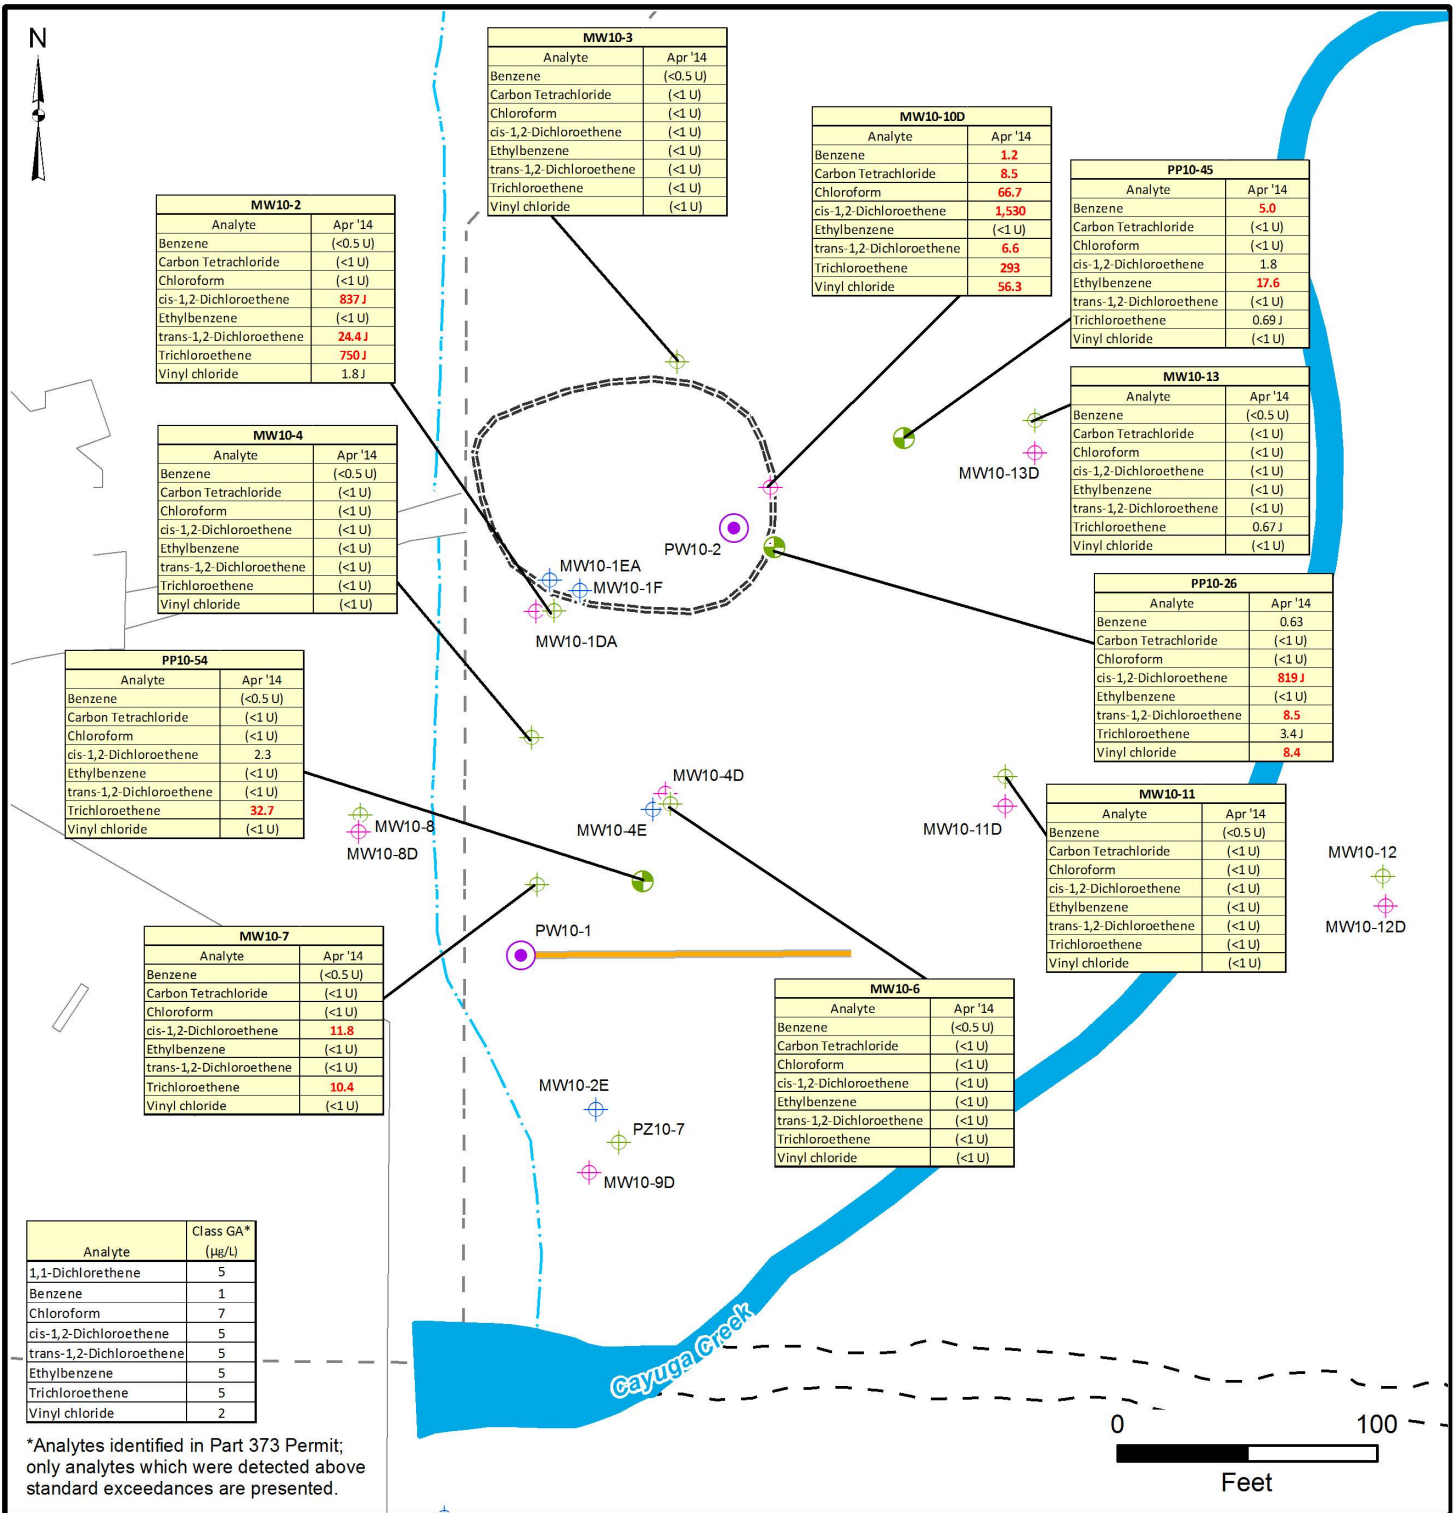 N
MW10-3
Analyte Apr '14
Benzene (<0.5 U)
Carbon Tetrachloride (<1 U)
Chloroform (<1 U)
cis-1,2-Dichloroethene (<1 U)
Ethylbenzene (<1 U)
trans-1,2-Dichloroethene (<1 U)
Trichloroethene (<1 U)
Vinyl chloride (<1 U)
MW10-10D
Analyte Apr '14
Benzene 1.2
Carbon Tetrachloride 8.5
Chloroform 66.7
cis-1,2-Dichloroethene 1,530
Ethylbenzene (<1 U)
trans-1,2-Dichloroethene 6.6
Trichloroethene 293
Vinyl chloride 56.3
PP10-45
Analyte Apr '14
Benzene 5.0
Carbon Tetrachloride (<1 U)
Chloroform (<1 U)
cis-1,2-Dichloroethene 1.8
Ethylbenzene 17.6
trans-1,2-Dichloroethene (<1 U)
Trichloroethene 0.69 J
Vinyl chloride (<1 U)
MW10-2
Analyte Apr '14
Benzene (<0.5 U)
Carbon Tetrachloride (<1 U)
Chloroform (<1 U)
cis-1,2-Dichloroethene 837 J
Ethylbenzene (<1 U)
trans-1,2-Dichloroethene 24.4 J
Trichloroethene 750 J
Vinyl chloride 1.8 J
MW10-13
Analyte Apr '14
Benzene (<0.5 U)
Carbon Tetrachloride (<1 U)
Chloroform (<1 U)
cis-1,2-Dichloroethene (<1 U)
Ethylbenzene (<1 U)
trans-1,2-Dichloroethene (<1 U)
Trichloroethene 0.67 J
Vinyl chloride (<1 U)
MW10-13D
MW10-4
Analyte Apr '14
Benzene (<0.5 U)
Carbon Tetrachloride (<1 U)
Chloroform (<1 U)
cis-1,2-Dichloroethene (<1 U)
Ethylbenzene (<1 U)
trans-1,2-Dichloroethene (<1 U)
Trichloroethene (<1 U)
Vinyl chloride (<1 U)
PW10-2
MW10-1EA
MW10-1F
MW10-1DA
PP10-26
Analyte Apr '14
Benzene 0.63
Carbon Tetrachloride (<1 U)
Chloroform (<1 U)
cis-1,2-Dichloroethene 819 J
Ethylbenzene (<1 U)
trans-1,2-Dichloroethene 8.5
Trichloroethene 3.4 J
Vinyl chloride 8.4
PP10-54
Analyte Apr '14
Benzene (<0.5 U)
Carbon Tetrachloride (<1 U)
Chloroform (<1 U)
cis-1,2-Dichloroethene 2.3
Ethylbenzene (<1 U)
trans-1,2-Dichloroethene (<1 U)
Trichloroethene 32.7
Vinyl chloride (<1 U)
MW10-8
MW10-8D
MW10-4D
MW10-4E
MW10-11D
MW10-11
Analyte Apr '14
Benzene (<0.5 U)
Carbon Tetrachloride (<1 U)
Chloroform (<1 U)
cis-1,2-Dichloroethene (<1 U)
Ethylbenzene (<1 U)
trans-1,2-Dichloroethene (<1 U)
Trichloroethene (<1 U)
Vinyl chloride (<1 U)
MW10-12
MW10-12D
MW10-7
Analyte Apr '14
Benzene (<0.5 U)
Carbon Tetrachloride (<1 U)
Chloroform (<1 U)
cis-1,2-Dichloroethene 11.8
Ethylbenzene (<1 U)
trans-1,2-Dichloroethene (<1 U)
Trichloroethene 10.4
Vinyl chloride (<1 U)
PW10-1
MW10-6
Analyte Apr '14
Benzene (<0.5 U)
Carbon Tetrachloride (<1 U)
Chloroform (<1 U)
cis-1,2-Dichloroethene (<1 U)
Ethylbenzene (<1 U)
trans-1,2-Dichloroethene (<1 U)
Trichloroethene (<1 U)
Vinyl chloride (<1 U)
MW10-2E
PZ10-7
MW10-9D
Analyte Class GA* (µg/L)
1,1-Dichlorethene 5
Benzene 1
Chloroform 7
cis-1,2-Dichloroethene 5
trans-1,2-Dichloroethene 5
Ethylbenzene 5
Trichloroethene 5
Vinyl chloride 2
*Analytes identified in Part 373 Permit;
only analytes which were detected above
standard exceedances are presented.
Cayuga Creek
0 100
Feet